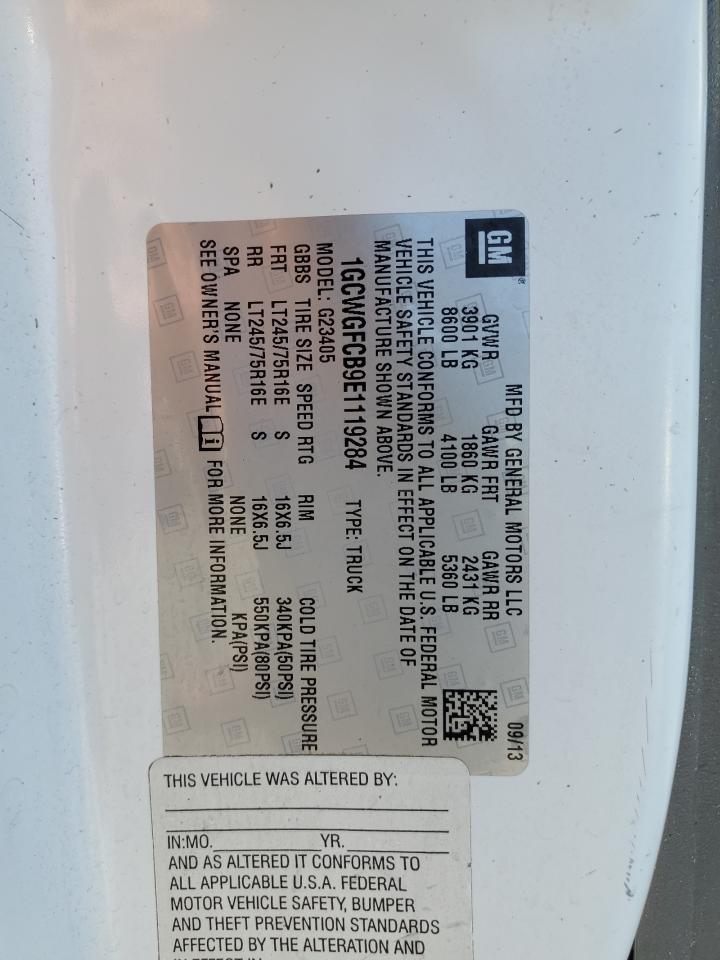 GM
MFD BY GENERAL MOTORS LLC 09/13
GVWR GAWR FRT GAWR RR
3901 KG 1860 KG 2431 KG
8600 LB 4100 LB 5360 LB
THIS VEHICLE CONFORMS TO ALL APPLICABLE U.S. FEDERAL MOTOR
VEHICLE SAFETY STANDARDS IN EFFECT ON THE DATE OF
MANUFACTURE SHOWN ABOVE.
1GCWGFCB9E1119284 TYPE: TRUCK
MODEL: G23405
GBBS TIRE SIZE SPEED RTG RIM COLD TIRE PRESSURE
FRT LT245/75R16E S 16X6.5J 340KPA(50PSI)
RR LT245/75R16E S 16X6.5J 550KPA(80PSI)
SPA NONE NONE KPA(PSI)
SEE OWNER'S MANUAL i FOR MORE INFORMATION.
THIS VEHICLE WAS ALTERED BY:
IN:MO. YR.
AND AS ALTERED IT CONFORMS TO
ALL APPLICABLE U.S.A. FEDERAL
MOTOR VEHICLE SAFETY, BUMPER
AND THEFT PREVENTION STANDARDS
AFFECTED BY THE ALTERATION AND